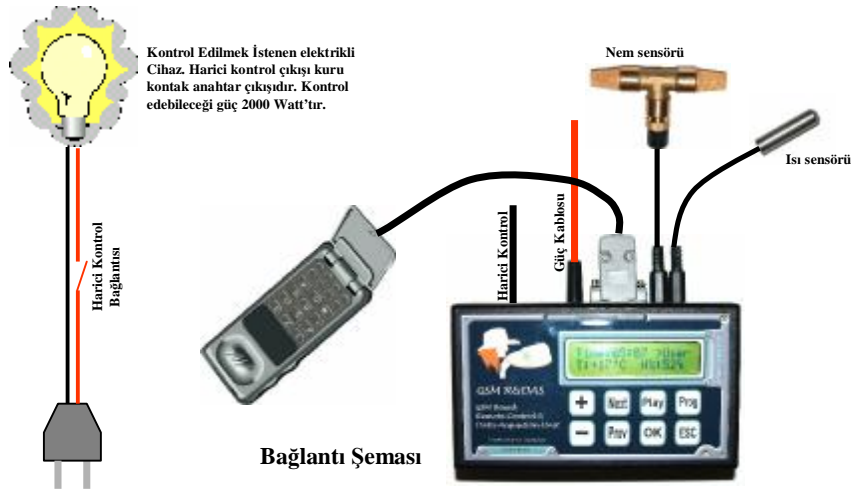 Kontrol Edilmek İstenen elektrikli
Cihaz. Harici kontrol çıkışı kuru
kontak anahtar çıkışıdır. Kontrol
edebileceği güç 2000 Watt’tır.
Nem sensörü
Isı sensörü
Harici Kontrol
Bağlantısı
Harici Kontrol
Güç Kablosu
+ Next Play Prog
− Prev OK ESC
Bağlantı Şeması